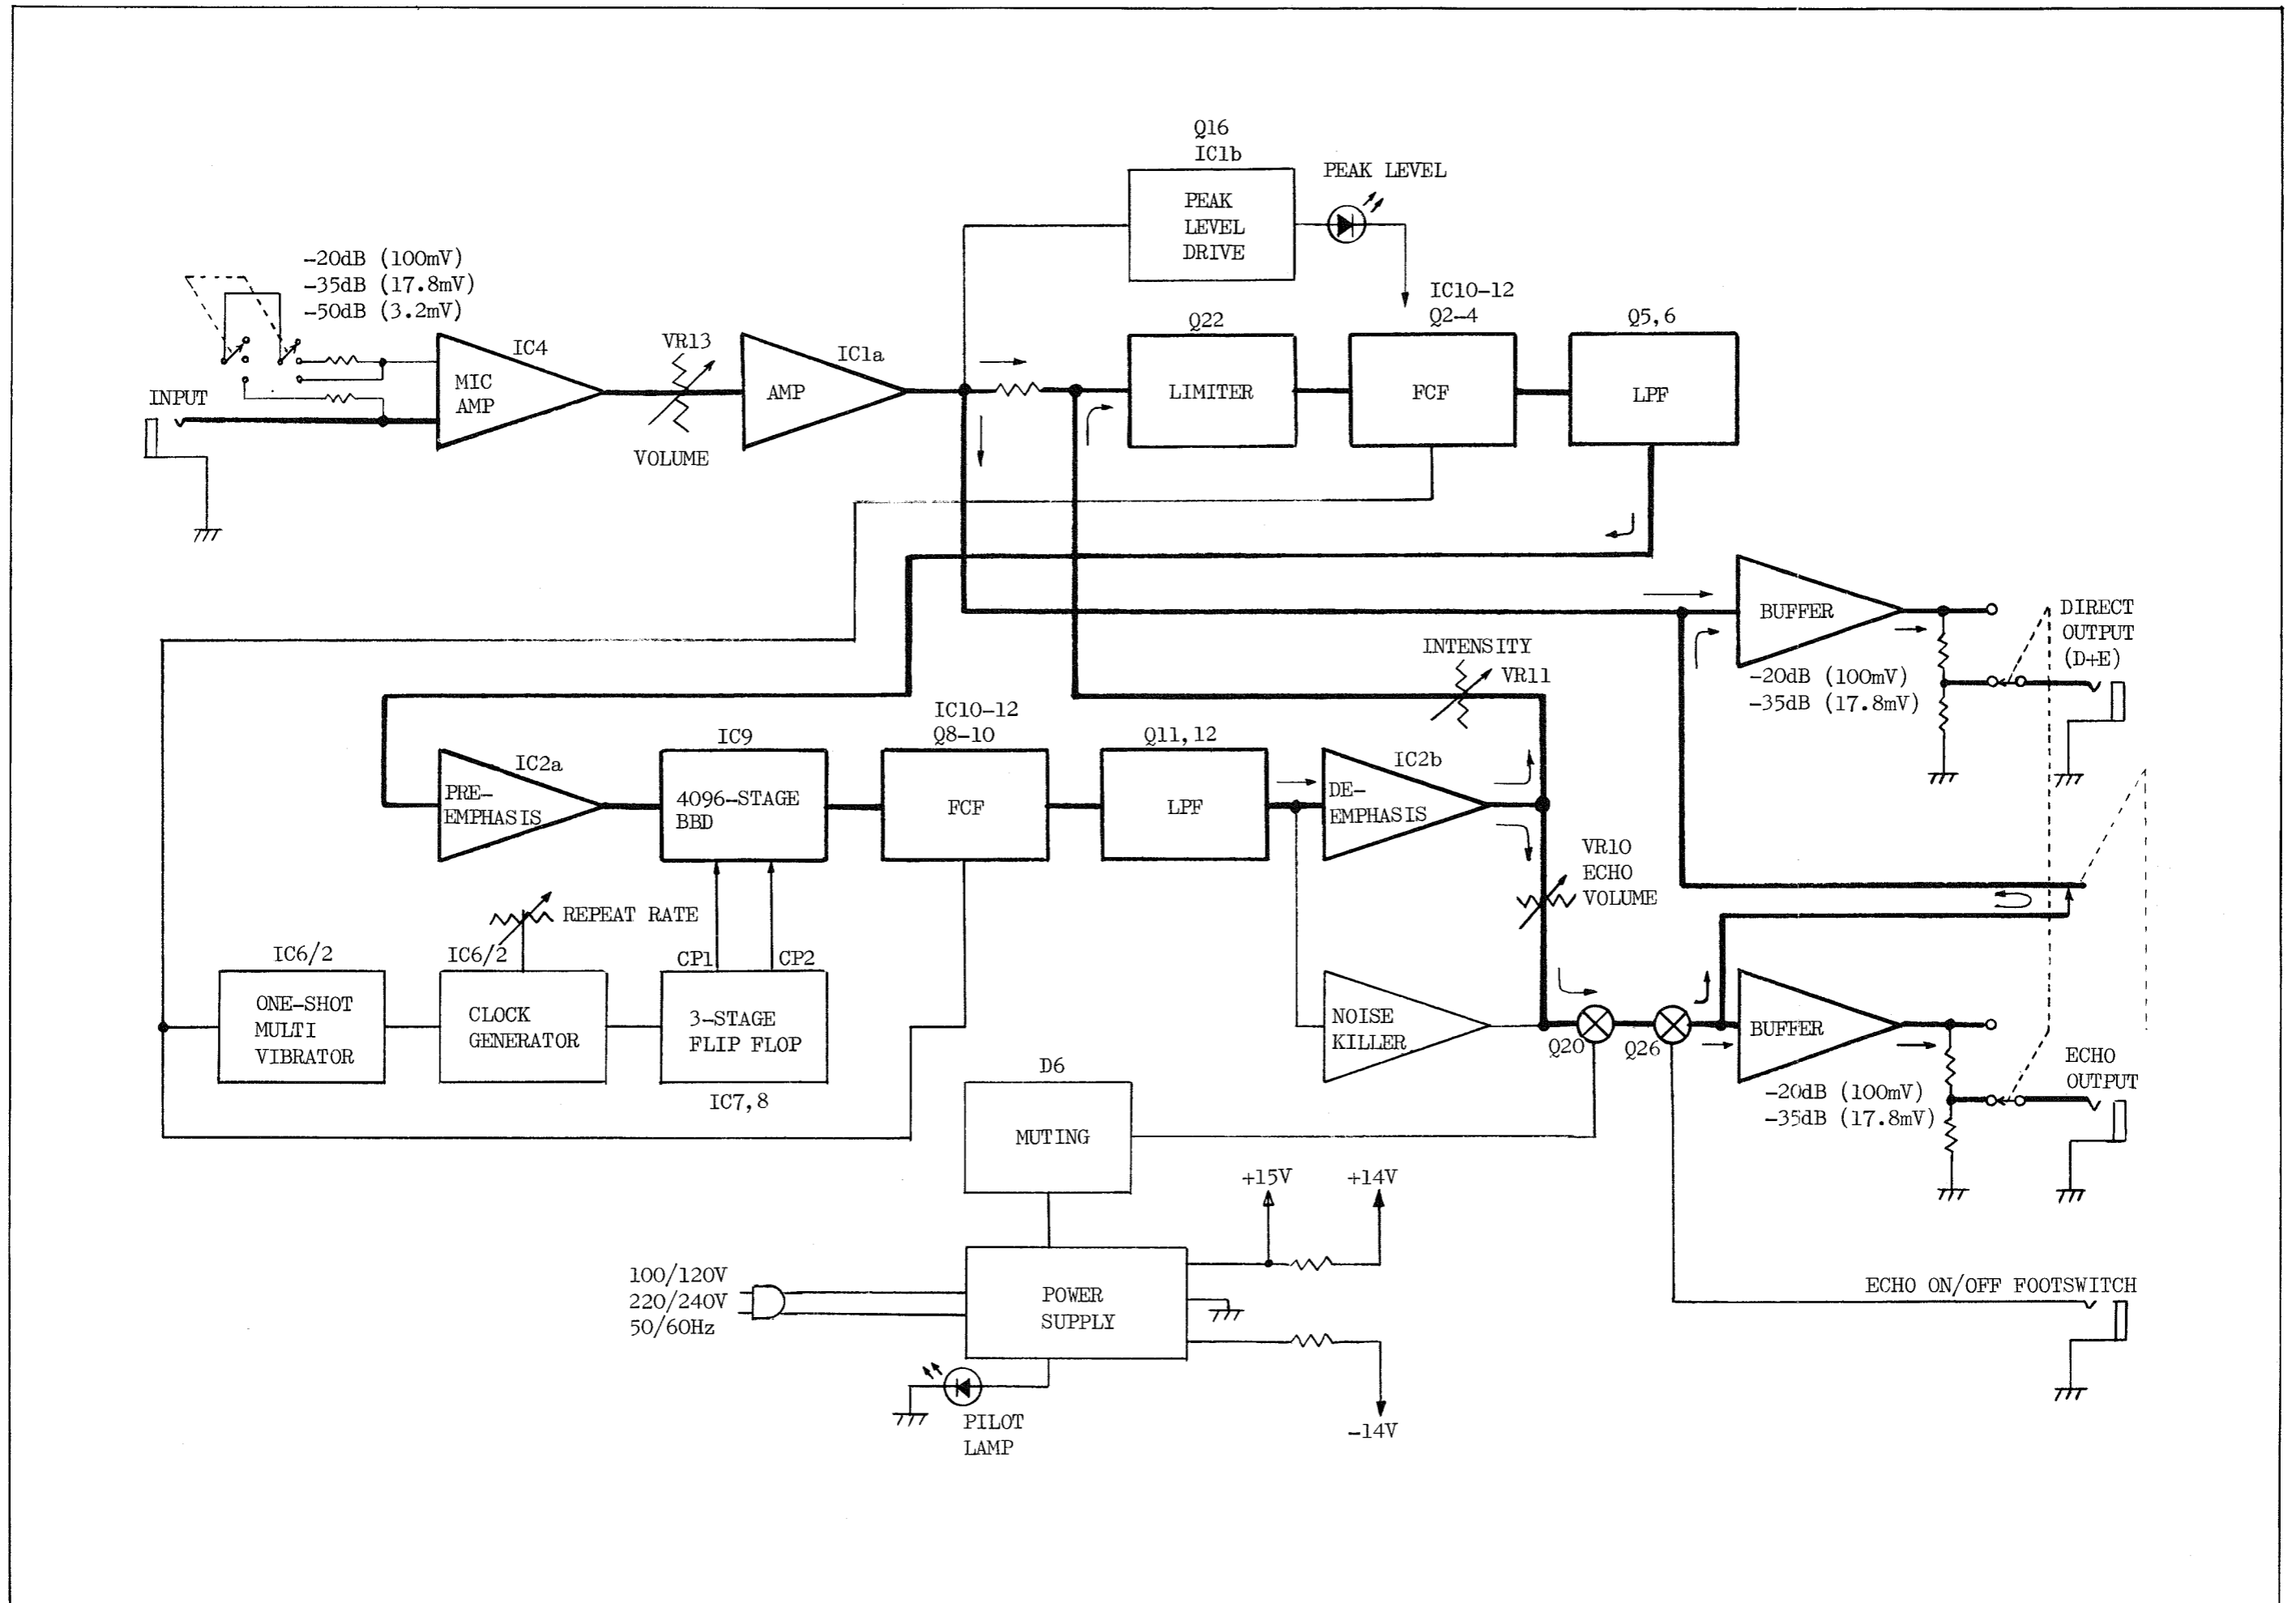 Q16
IC1b
PEAK
LEVEL
DRIVE
PEAK LEVEL
-20dB (100mV)
-35dB (17.8mV)
-50dB (3.2mV)
INPUT
IC4
MIC
AMP
VR13
VOLUME
IC1a
AMP
Q22
LIMITER
IC10-12
Q2-4
FCF
Q5,6
LPF
BUFFER
-20dB (100mV)
-35dB (17.8mV)
DIRECT
OUTPUT
(D+E)
INTENSITY
VR11
IC2a
PRE-
EMPHASIS
IC9
4096-STAGE
BBD
IC10-12
Q8-10
FCF
Q11,12
LPF
IC2b
DE-
EMPHASIS
VR10
ECHO
VOLUME
REPEAT RATE
IC6/2
ONE-SHOT
MULTI
VIBRATOR
IC6/2
CLOCK
GENERATOR
CP1
CP2
3-STAGE
FLIP FLOP
IC7,8
NOISE
KILLER
Q20
Q26
BUFFER
-20dB (100mV)
-35dB (17.8mV)
ECHO
OUTPUT
D6
MUTING
+15V
+14V
100/120V
220/240V
50/60Hz
POWER
SUPPLY
ECHO ON/OFF FOOTSWITCH
PILOT
LAMP
-14V